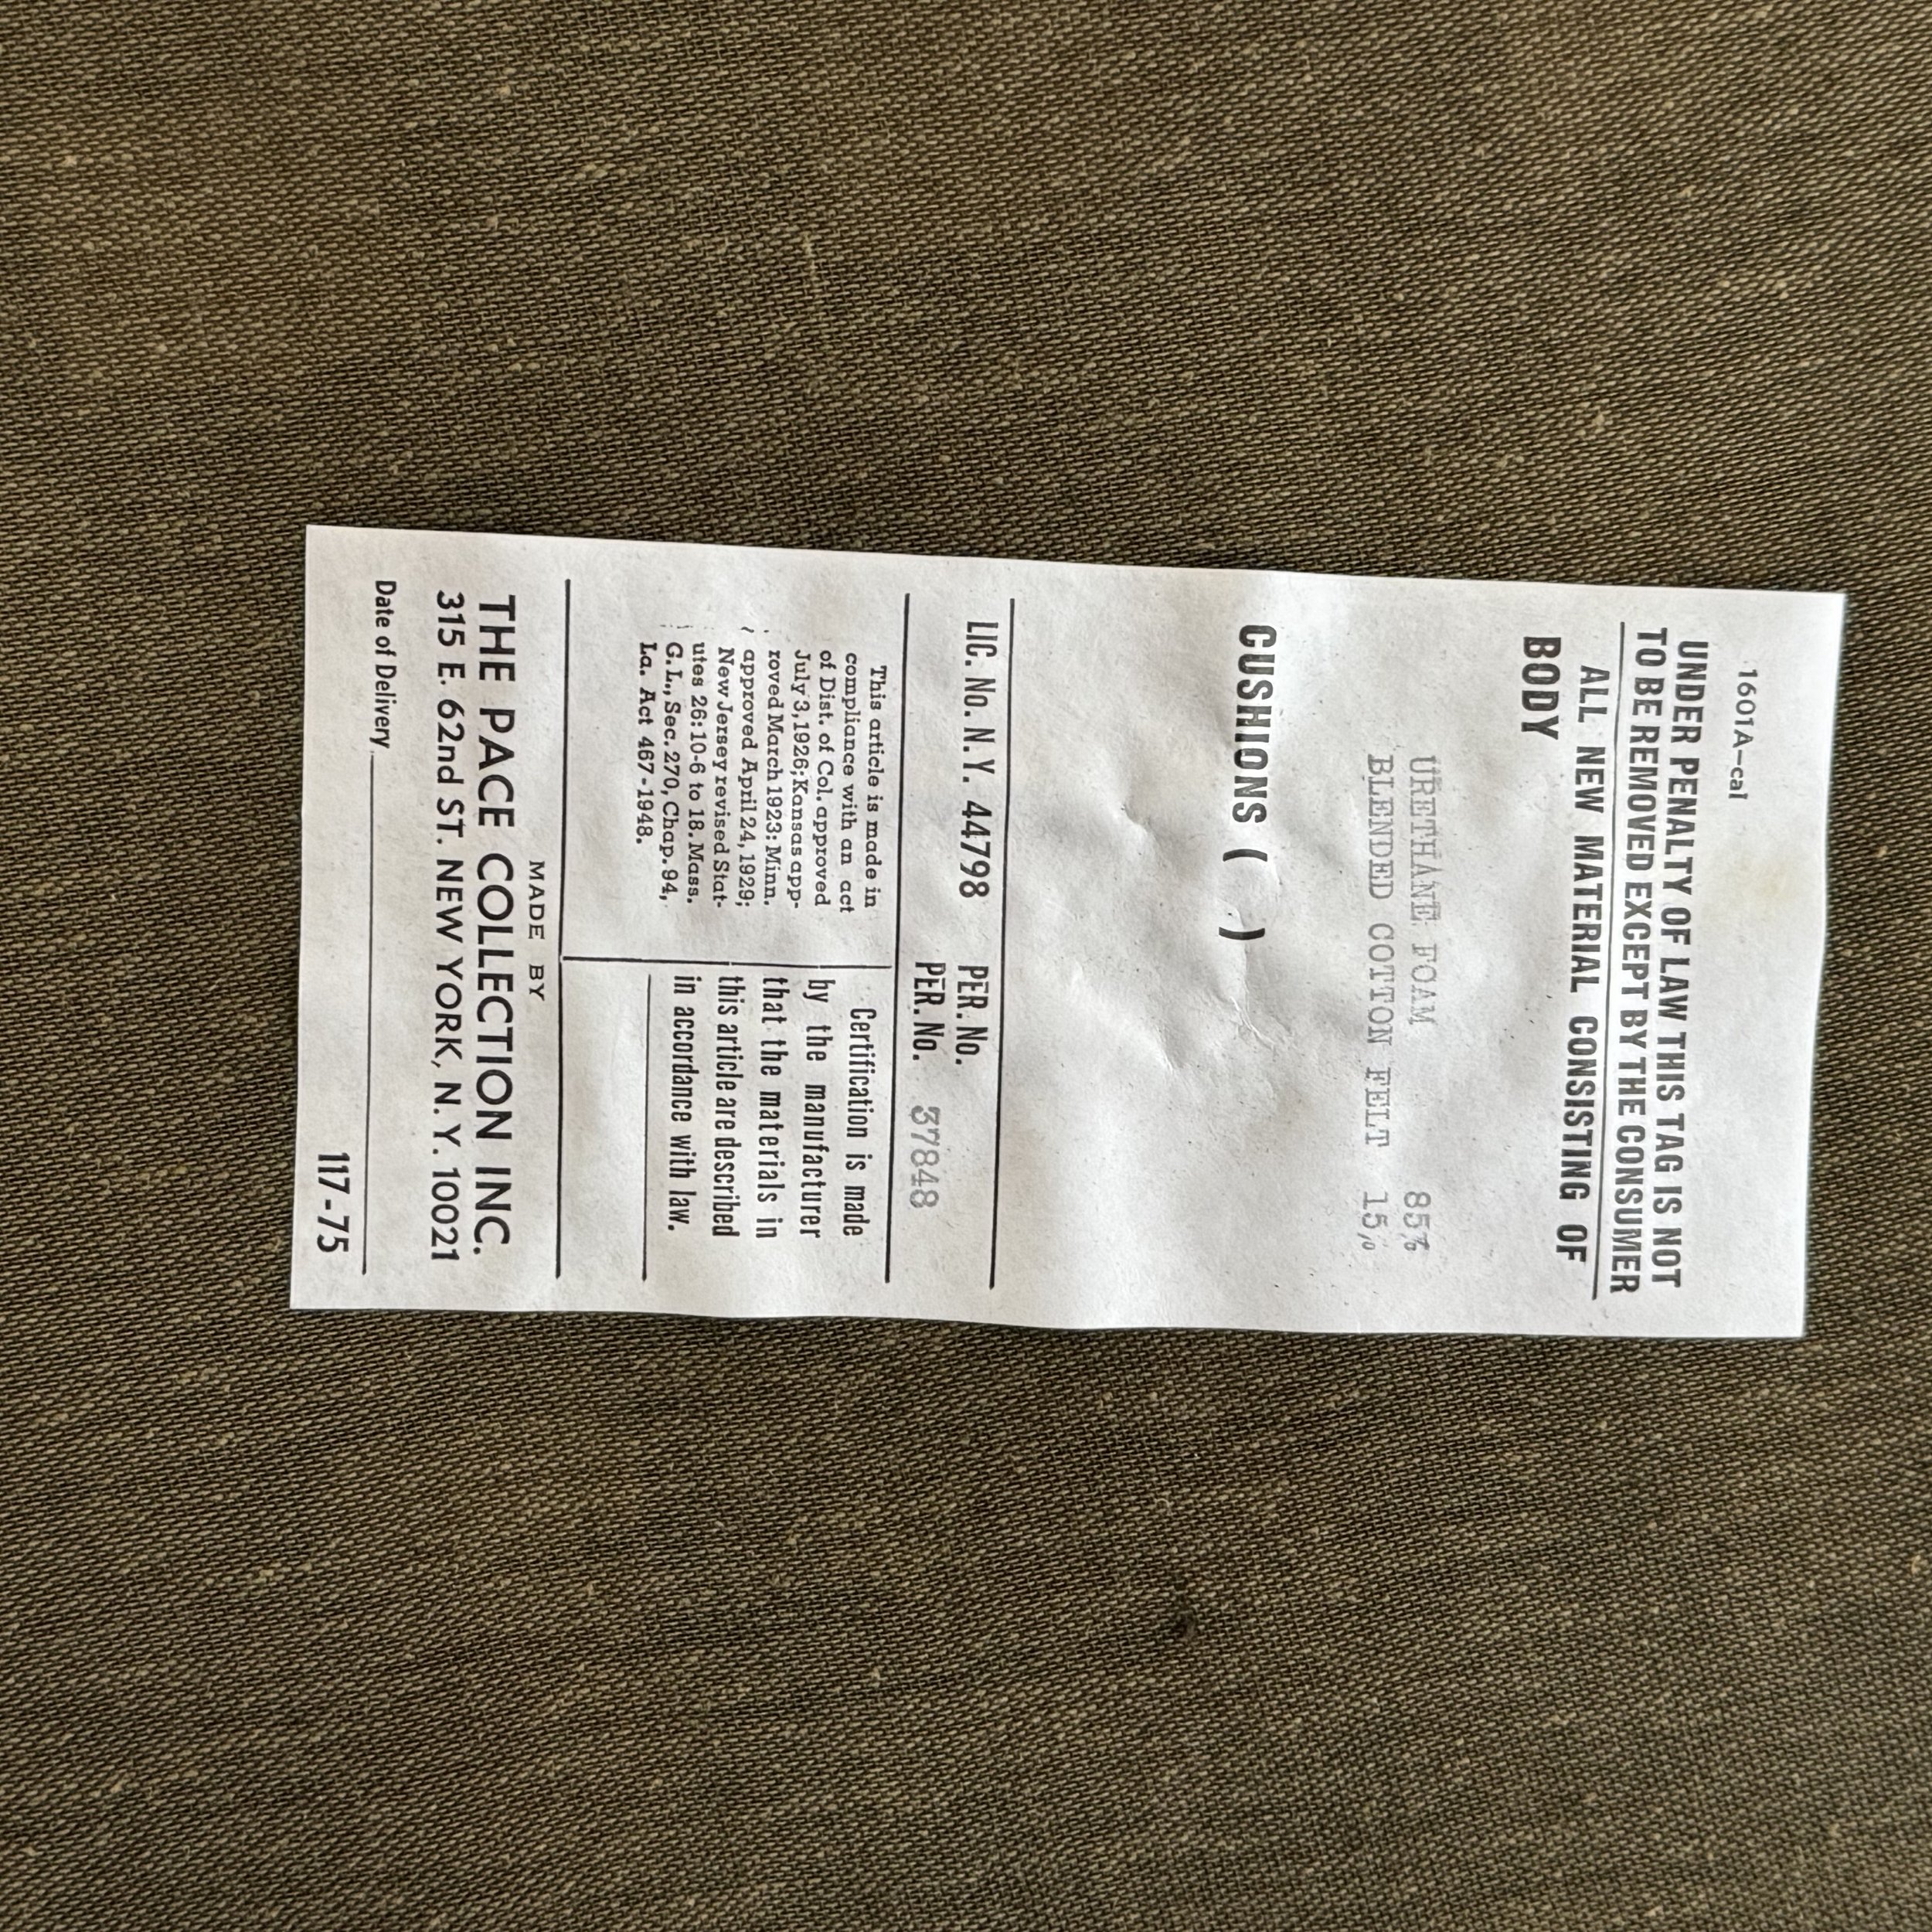 1601A-cal
UNDER PENALTY OF LAW THIS TAG IS NOT
TO BE REMOVED EXCEPT BY THE CONSUMER
ALL NEW MATERIAL CONSISTING OF
BODY
URETHANE FOAM 85%
BLENDED COTTON FELT 15%
CUSHIONS ( )
LIC. No. N.Y. 44798 PER. No.
PER. No. 37848
This article is made in
compliance with an act
of Dist. of Col. approved
July 3, 1926; Kansas app-
roved March 1923: Minn.
approved April 24, 1929;
New Jersey revised Stat-
utes 26:10-6 to 18. Mass.
G.L., Sec. 270, Chap. 94,
La. Act 467-1948.
Certification is made
by the manufacturer
that the materials in
this article are described
in accordance with law.
MADE BY
THE PACE COLLECTION INC.
315 E. 62nd ST. NEW YORK, N.Y. 10021
Date of Delivery
117-75